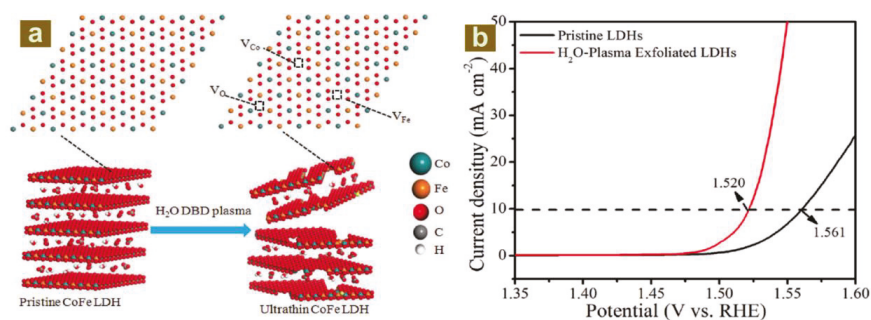 a
V_Co
V_O
V_Fe
Co
Fe
O
C
H
H₂O DBD plasma
Pristine CoFe LDH
Ultrathin CoFe LDH
b
Pristine LDHs
H₂O-Plasma Exfoliated LDHs
Current densituy (mA cm⁻²)
50
40
30
20
10
0
1.520
1.561
1.35
1.40
1.45
1.50
1.55
1.60
Potential (V vs. RHE)